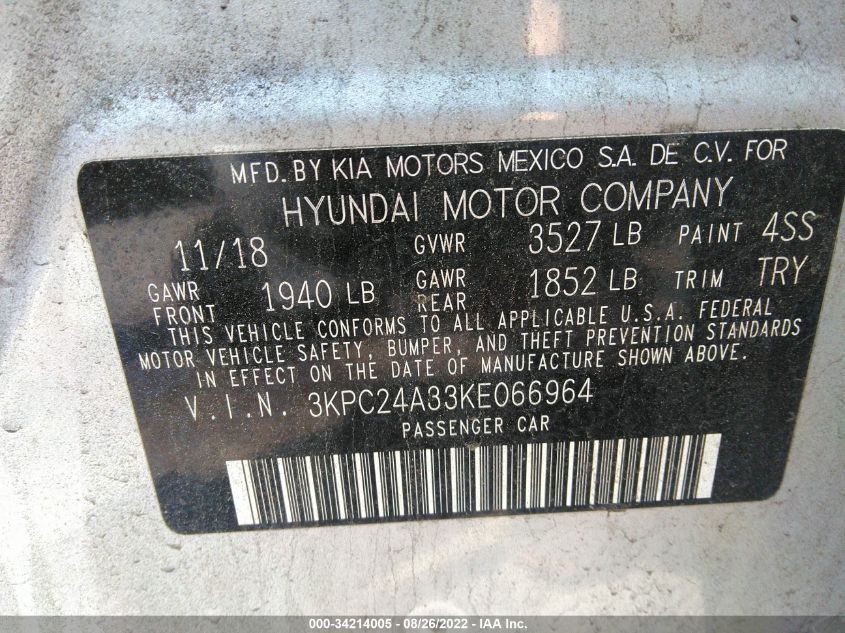 MFD. BY KIA MOTORS MEXICO S.A. DE C.V. FOR
HYUNDAI MOTOR COMPANY
11/18 GVWR 3527 LB PAINT 4SS
GAWR FRONT 1940 LB GAWR REAR 1852 LB TRIM TRY
THIS VEHICLE CONFORMS TO ALL APPLICABLE U.S.A. FEDERAL
MOTOR VEHICLE SAFETY, BUMPER, AND THEFT PREVENTION STANDARDS
IN EFFECT ON THE DATE OF MANUFACTURE SHOWN ABOVE.
V.I.N. 3KPC24A33KE066964
PASSENGER CAR
000-34214005 - 08/26/2022 - IAA Inc.